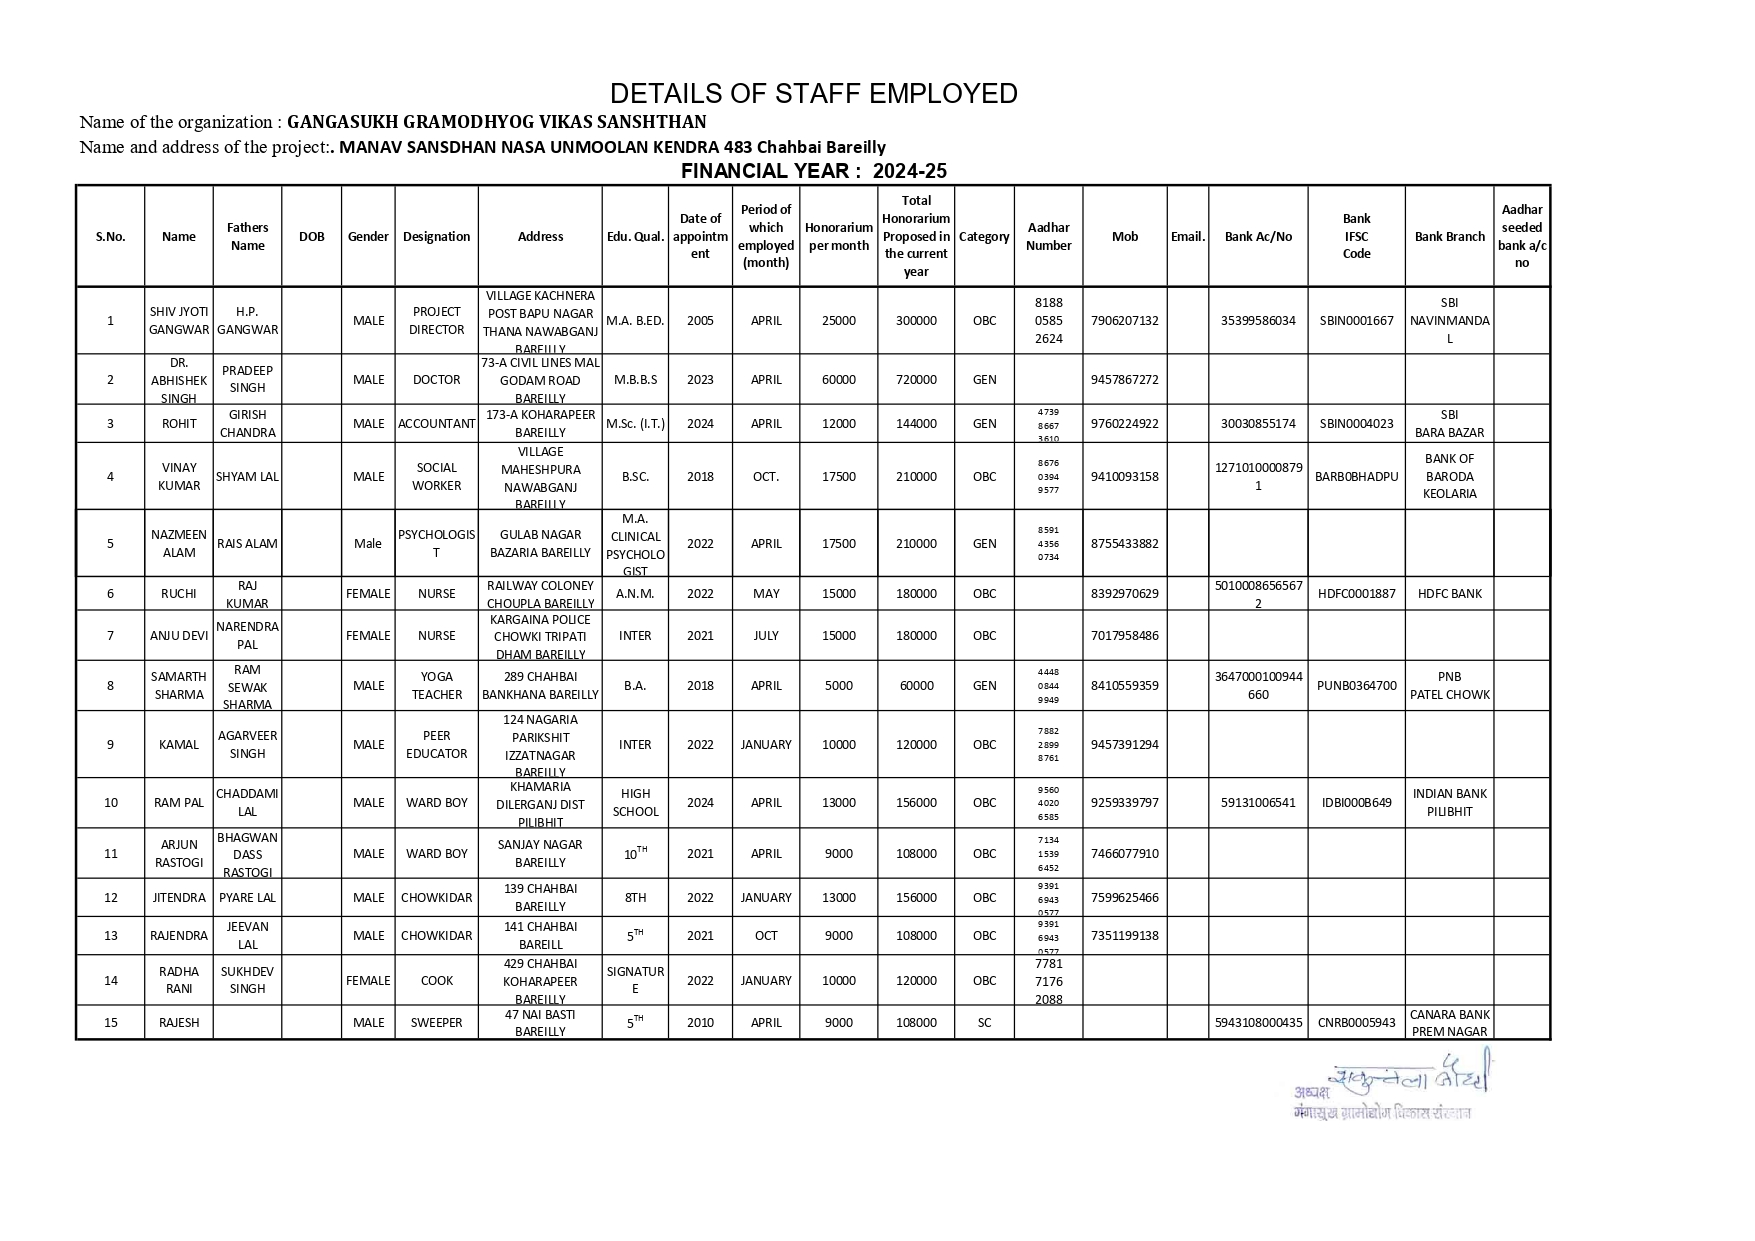 DETAILS OF STAFF EMPLOYED
Name of the organization : GANGASUKH GRAMODHYOG VIKAS SANSHTHAN
Name and address of the project:. MANAV SANSDHAN NASA UNMOOLAN KENDRA 483 Chahbai Bareilly
FINANCIAL YEAR : 2024-25
S.No. Name Fathers Name DOB Gender Designation Address Edu. Qual. Date of appointment Period of which employed (month) Honorarium per month Total Honorarium Proposed in the current year Category Aadhar Number Mob Email. Bank Ac/No Bank IFSC Code Bank Branch Aadhar seeded bank a/c no
1 SHIV JYOTI GANGWAR H.P. GANGWAR MALE PROJECT DIRECTOR VILLAGE KACHNERA POST BAPU NAGAR THANA NAWABGANJ BAREILLY M.A. B.ED. 2005 APRIL 25000 300000 OBC 8188 0585 2624 7906207132 35399586034 SBIN0001667 SBI NAVINMANDAL
2 DR. ABHISHEK SINGH PRADEEP SINGH MALE DOCTOR 73-A CIVIL LINES MAL GODAM ROAD BAREILLY M.B.B.S 2023 APRIL 60000 720000 GEN 9457867272
3 ROHIT GIRISH CHANDRA MALE ACCOUNTANT 173-A KOHARAPEER BAREILLY M.Sc. (I.T.) 2024 APRIL 12000 144000 GEN 4739 8667 3610 9760224922 30030855174 SBIN0004023 SBI BARA BAZAR
4 VINAY KUMAR SHYAM LAL MALE SOCIAL WORKER VILLAGE MAHESHPURA NAWABGANJ BAREILLY B.SC. 2018 OCT. 17500 210000 OBC 8676 0394 9577 9410093158 12710100008791 BARB0BHADPU BANK OF BARODA KEOLARIA
5 NAZMEEN ALAM RAIS ALAM Male PSYCHOLOGIST GULAB NAGAR BAZARIA BAREILLY M.A. CLINICAL PSYCHOLOGIST 2022 APRIL 17500 210000 GEN 8591 4356 0734 8755433882
6 RUCHI RAJ KUMAR FEMALE NURSE RAILWAY COLONEY CHOUPLA BAREILLY A.N.M. 2022 MAY 15000 180000 OBC 8392970629 50100086565672 HDFC0001887 HDFC BANK
7 ANJU DEVI NARENDRA PAL FEMALE NURSE KARGAINA POLICE CHOWKI TRIPATI DHAM BAREILLY INTER 2021 JULY 15000 180000 OBC 7017958486
8 SAMARTH SHARMA RAM SEWAK SHARMA MALE YOGA TEACHER 289 CHAHBAI BANKHANA BAREILLY B.A. 2018 APRIL 5000 60000 GEN 4448 0844 9949 8410559359 3647000100944660 PUNB0364700 PNB PATEL CHOWK
9 KAMAL AGARVEER SINGH MALE PEER EDUCATOR 124 NAGARIA PARIKSHIT IZZATNAGAR BAREILLY INTER 2022 JANUARY 10000 120000 OBC 7882 2899 8761 9457391294
10 RAM PAL CHADDAMI LAL MALE WARD BOY KHAMARIA DILERGANJ DIST PILIBHIT HIGH SCHOOL 2024 APRIL 13000 156000 OBC 9560 4020 6585 9259339797 59131006541 IDBI000B649 INDIAN BANK PILIBHIT
11 ARJUN RASTOGI BHAGWAN DASS RASTOGI MALE WARD BOY SANJAY NAGAR BAREILLY 10TH 2021 APRIL 9000 108000 OBC 7134 1539 6452 7466077910
12 JITENDRA PYARE LAL MALE CHOWKIDAR 139 CHAHBAI BAREILLY 8TH 2022 JANUARY 13000 156000 OBC 9391 6943 0577 7599625466
13 RAJENDRA JEEVAN LAL MALE CHOWKIDAR 141 CHAHBAI BAREILL 5TH 2021 OCT 9000 108000 OBC 9391 6943 0577 7351199138
14 RADHA RANI SUKHDEV SINGH FEMALE COOK 429 CHAHBAI KOHARAPEER BAREILLY SIGNATURE 2022 JANUARY 10000 120000 OBC 7781 7176 2088
15 RAJESH MALE SWEEPER 47 NAI BASTI BAREILLY 5TH 2010 APRIL 9000 108000 SC 5943108000435 CNRB0005943 CANARA BANK PREM NAGAR
अध्यक्ष
गंगासुख ग्रामोद्योग विकास संस्थान